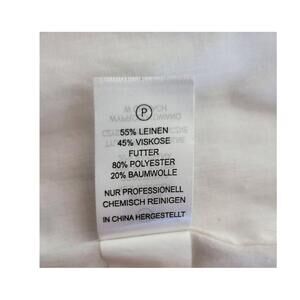 P
55% LEINEN
45% VISKOSE
FUTTER
80% POLYESTER
20% BAUMWOLLE
NUR PROFESSIONELL
CHEMISCH REINIGEN
IN CHINA HERGESTELLT